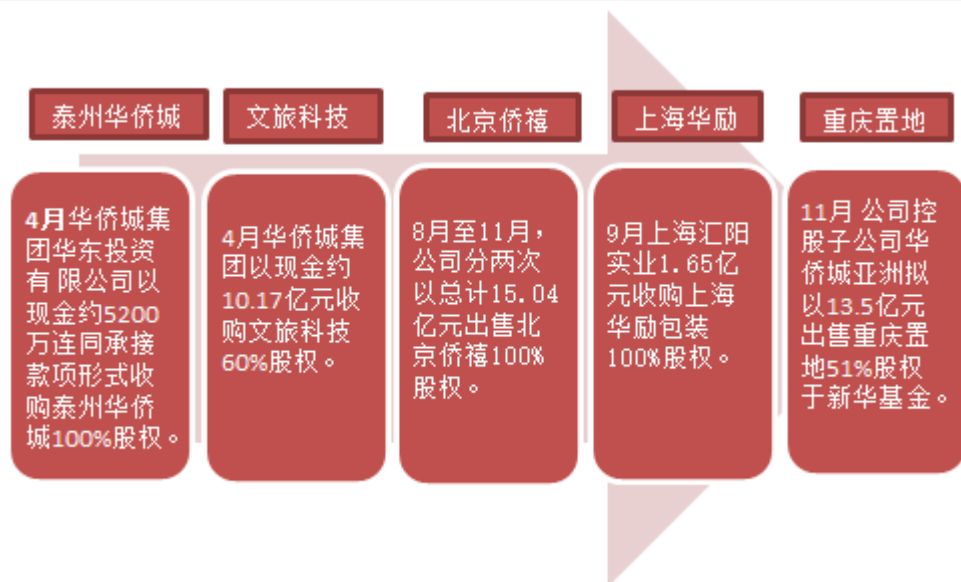 泰州华侨城
4月华侨城集
团华东投资
有限公司以
现金约5200
万连同承接
款项形式收
购泰州华侨
城100%股权。
文旅科技
4月华侨城集
团以现金约
10.17亿元收
购文旅科技
60%股权。
北京侨禧
8月至11月，
公司分两次
以总计15.04
亿元出售北
京侨禧100%
股权。
上海华励
9月上海汇阳
实业1.65亿
元收购上海
华励包装
100%股权。
重庆置地
11月 公司控
股子公司华
侨城亚洲拟
以13.5亿元
出售重庆置
地51%股权
于新华基金。